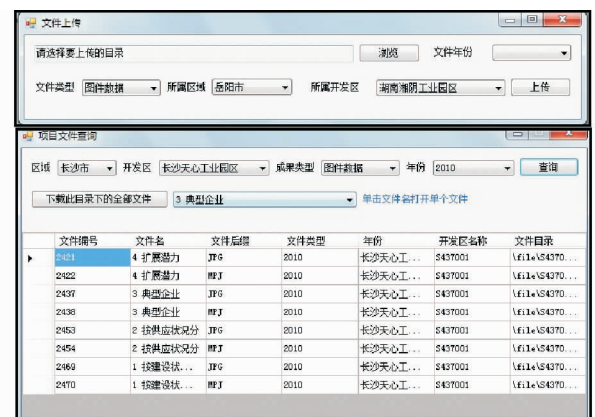 文件上传
请选择要上传的目录 浏览 文件年份
文件类型 图件数据 所属区域 岳阳市 所属开发区 湖南湘阴工业园区 上传
项目文件查询
区域 长沙市 开发区 长沙天心工业园区 成果类型 图件数据 年份 2010 查询
下载此目录下的全部文件 3 典型企业 单击文件名打开单个文件
文件编号 文件名 文件后缀 文件类型 年份 开发区名称 文件目录
2421 4 扩展潜力 JPG 2010 长沙天心工... S437001 \file\S4370...
2422 4 扩展潜力 MPJ 2010 长沙天心工... S437001 \file\S4370...
2437 3 典型企业 JPG 2010 长沙天心工... S437001 \file\S4370...
2438 3 典型企业 MPJ 2010 长沙天心工... S437001 \file\S4370...
2453 2 按供应状况分 JPG 2010 长沙天心工... S437001 \file\S4370...
2454 2 按供应状况分 MPJ 2010 长沙天心工... S437001 \file\S4370...
2469 1 按建设状... JPG 2010 长沙天心工... S437001 \file\S4370...
2470 1 按建设状... MPJ 2010 长沙天心工... S437001 \file\S4370...